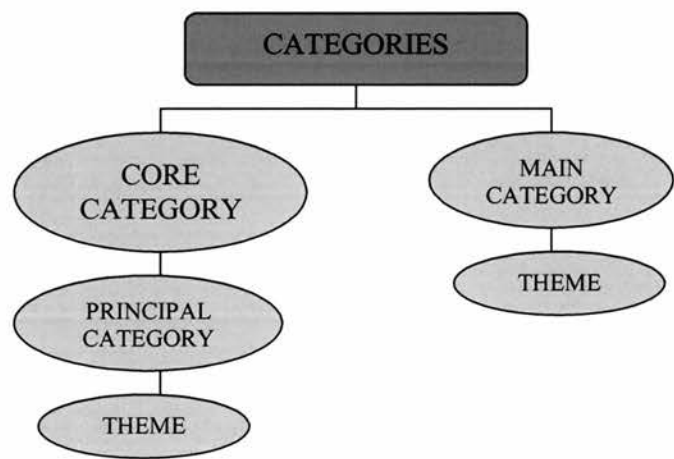 CATEGORIES
CORE
CATEGORY
MAIN
CATEGORY
THEME
PRINCIPAL
CATEGORY
THEME